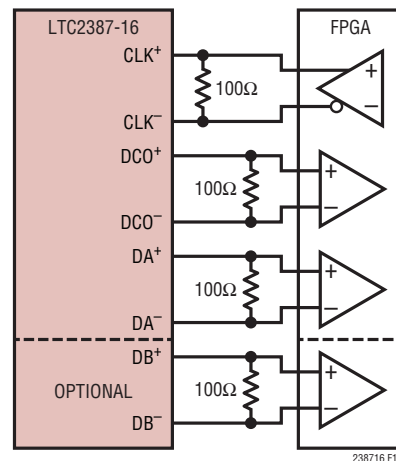 LTC2387-16
FPGA
CLK+
+
100Ω
CLK–
–
DCO+
+
100Ω
DCO–
–
DA+
+
100Ω
DA–
–
DB+
+
OPTIONAL
100Ω
DB–
–
238716 F1